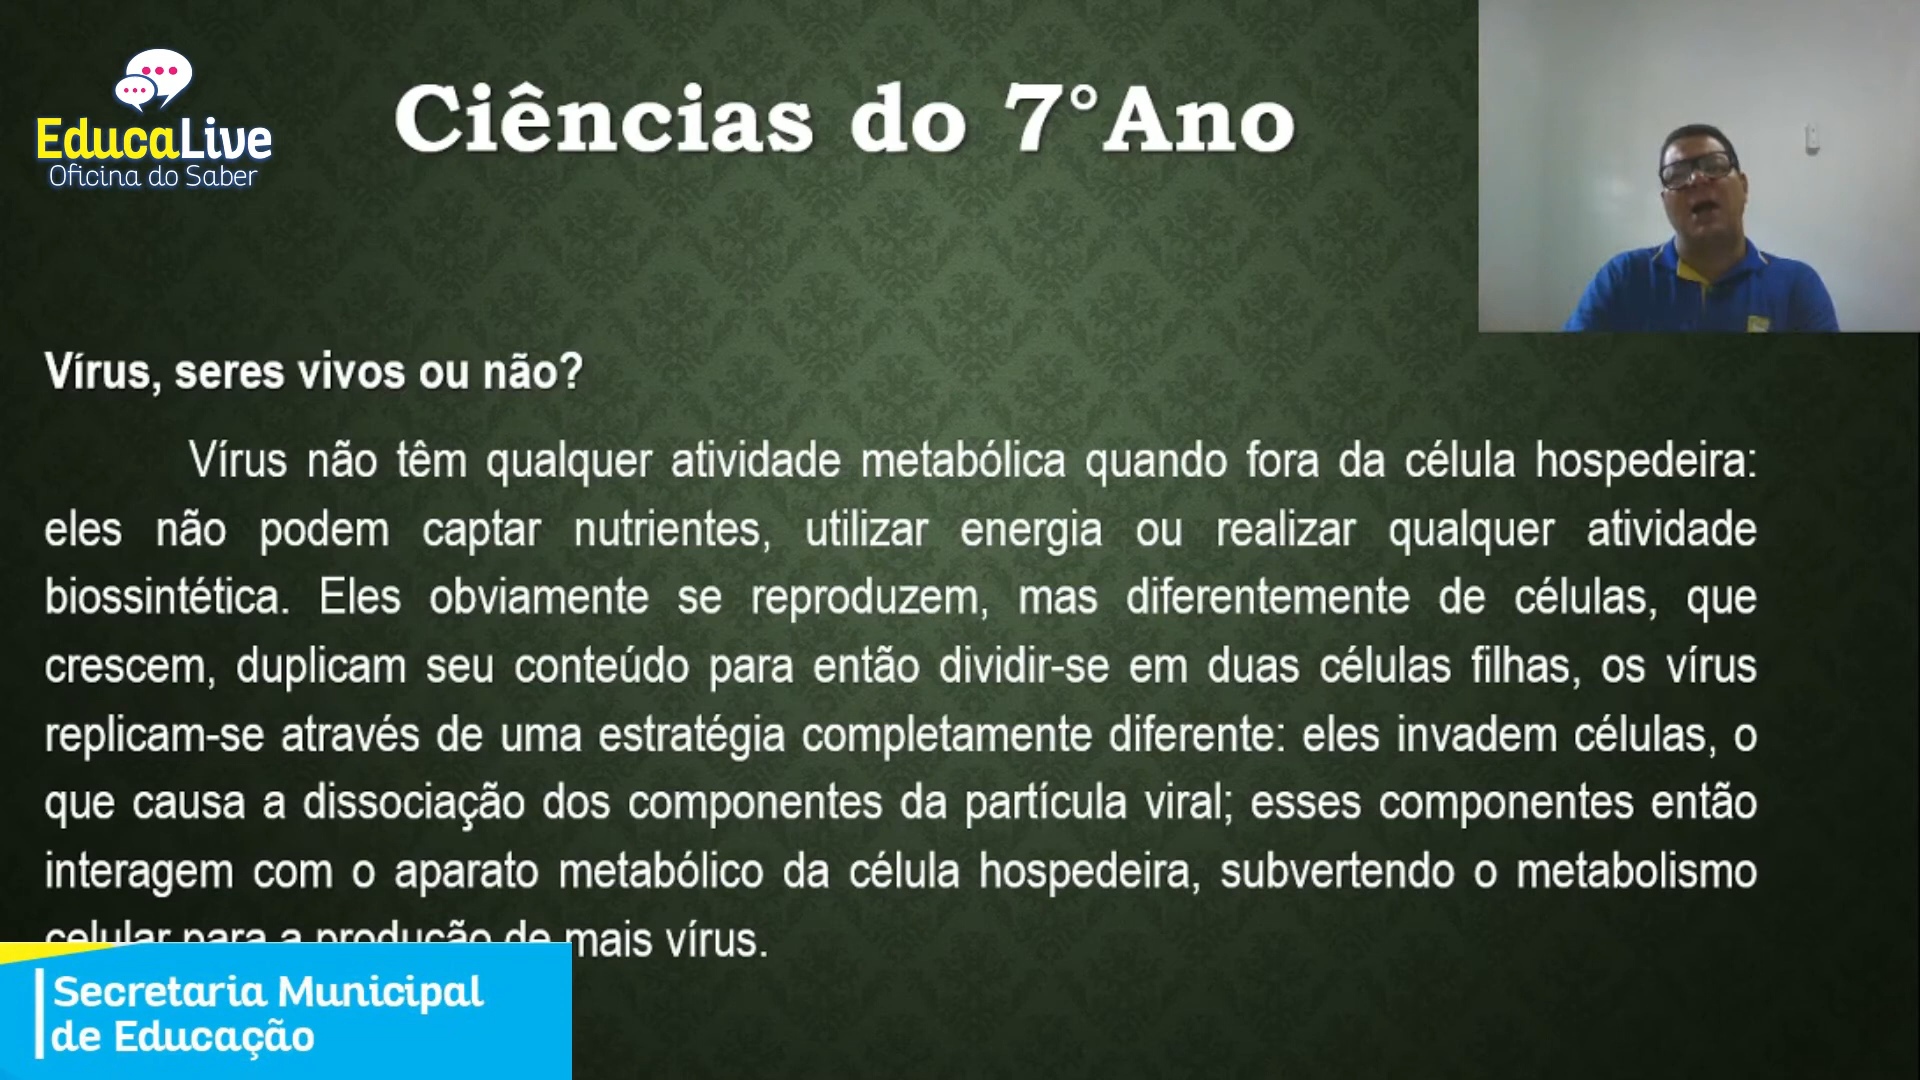 EducaLive
Oficina do Saber
Ciências do 7°Ano
Vírus, seres vivos ou não?
Vírus não têm qualquer atividade metabólica quando fora da célula hospedeira:
eles não podem captar nutrientes, utilizar energia ou realizar qualquer atividade
biossintética. Eles obviamente se reproduzem, mas diferentemente de células, que
crescem, duplicam seu conteúdo para então dividir-se em duas células filhas, os vírus
replicam-se através de uma estratégia completamente diferente: eles invadem células, o
que causa a dissociação dos componentes da partícula viral; esses componentes então
interagem com o aparato metabólico da célula hospedeira, subvertendo o metabolismo
celular para a produção de mais vírus.
Secretaria Municipal
de Educação